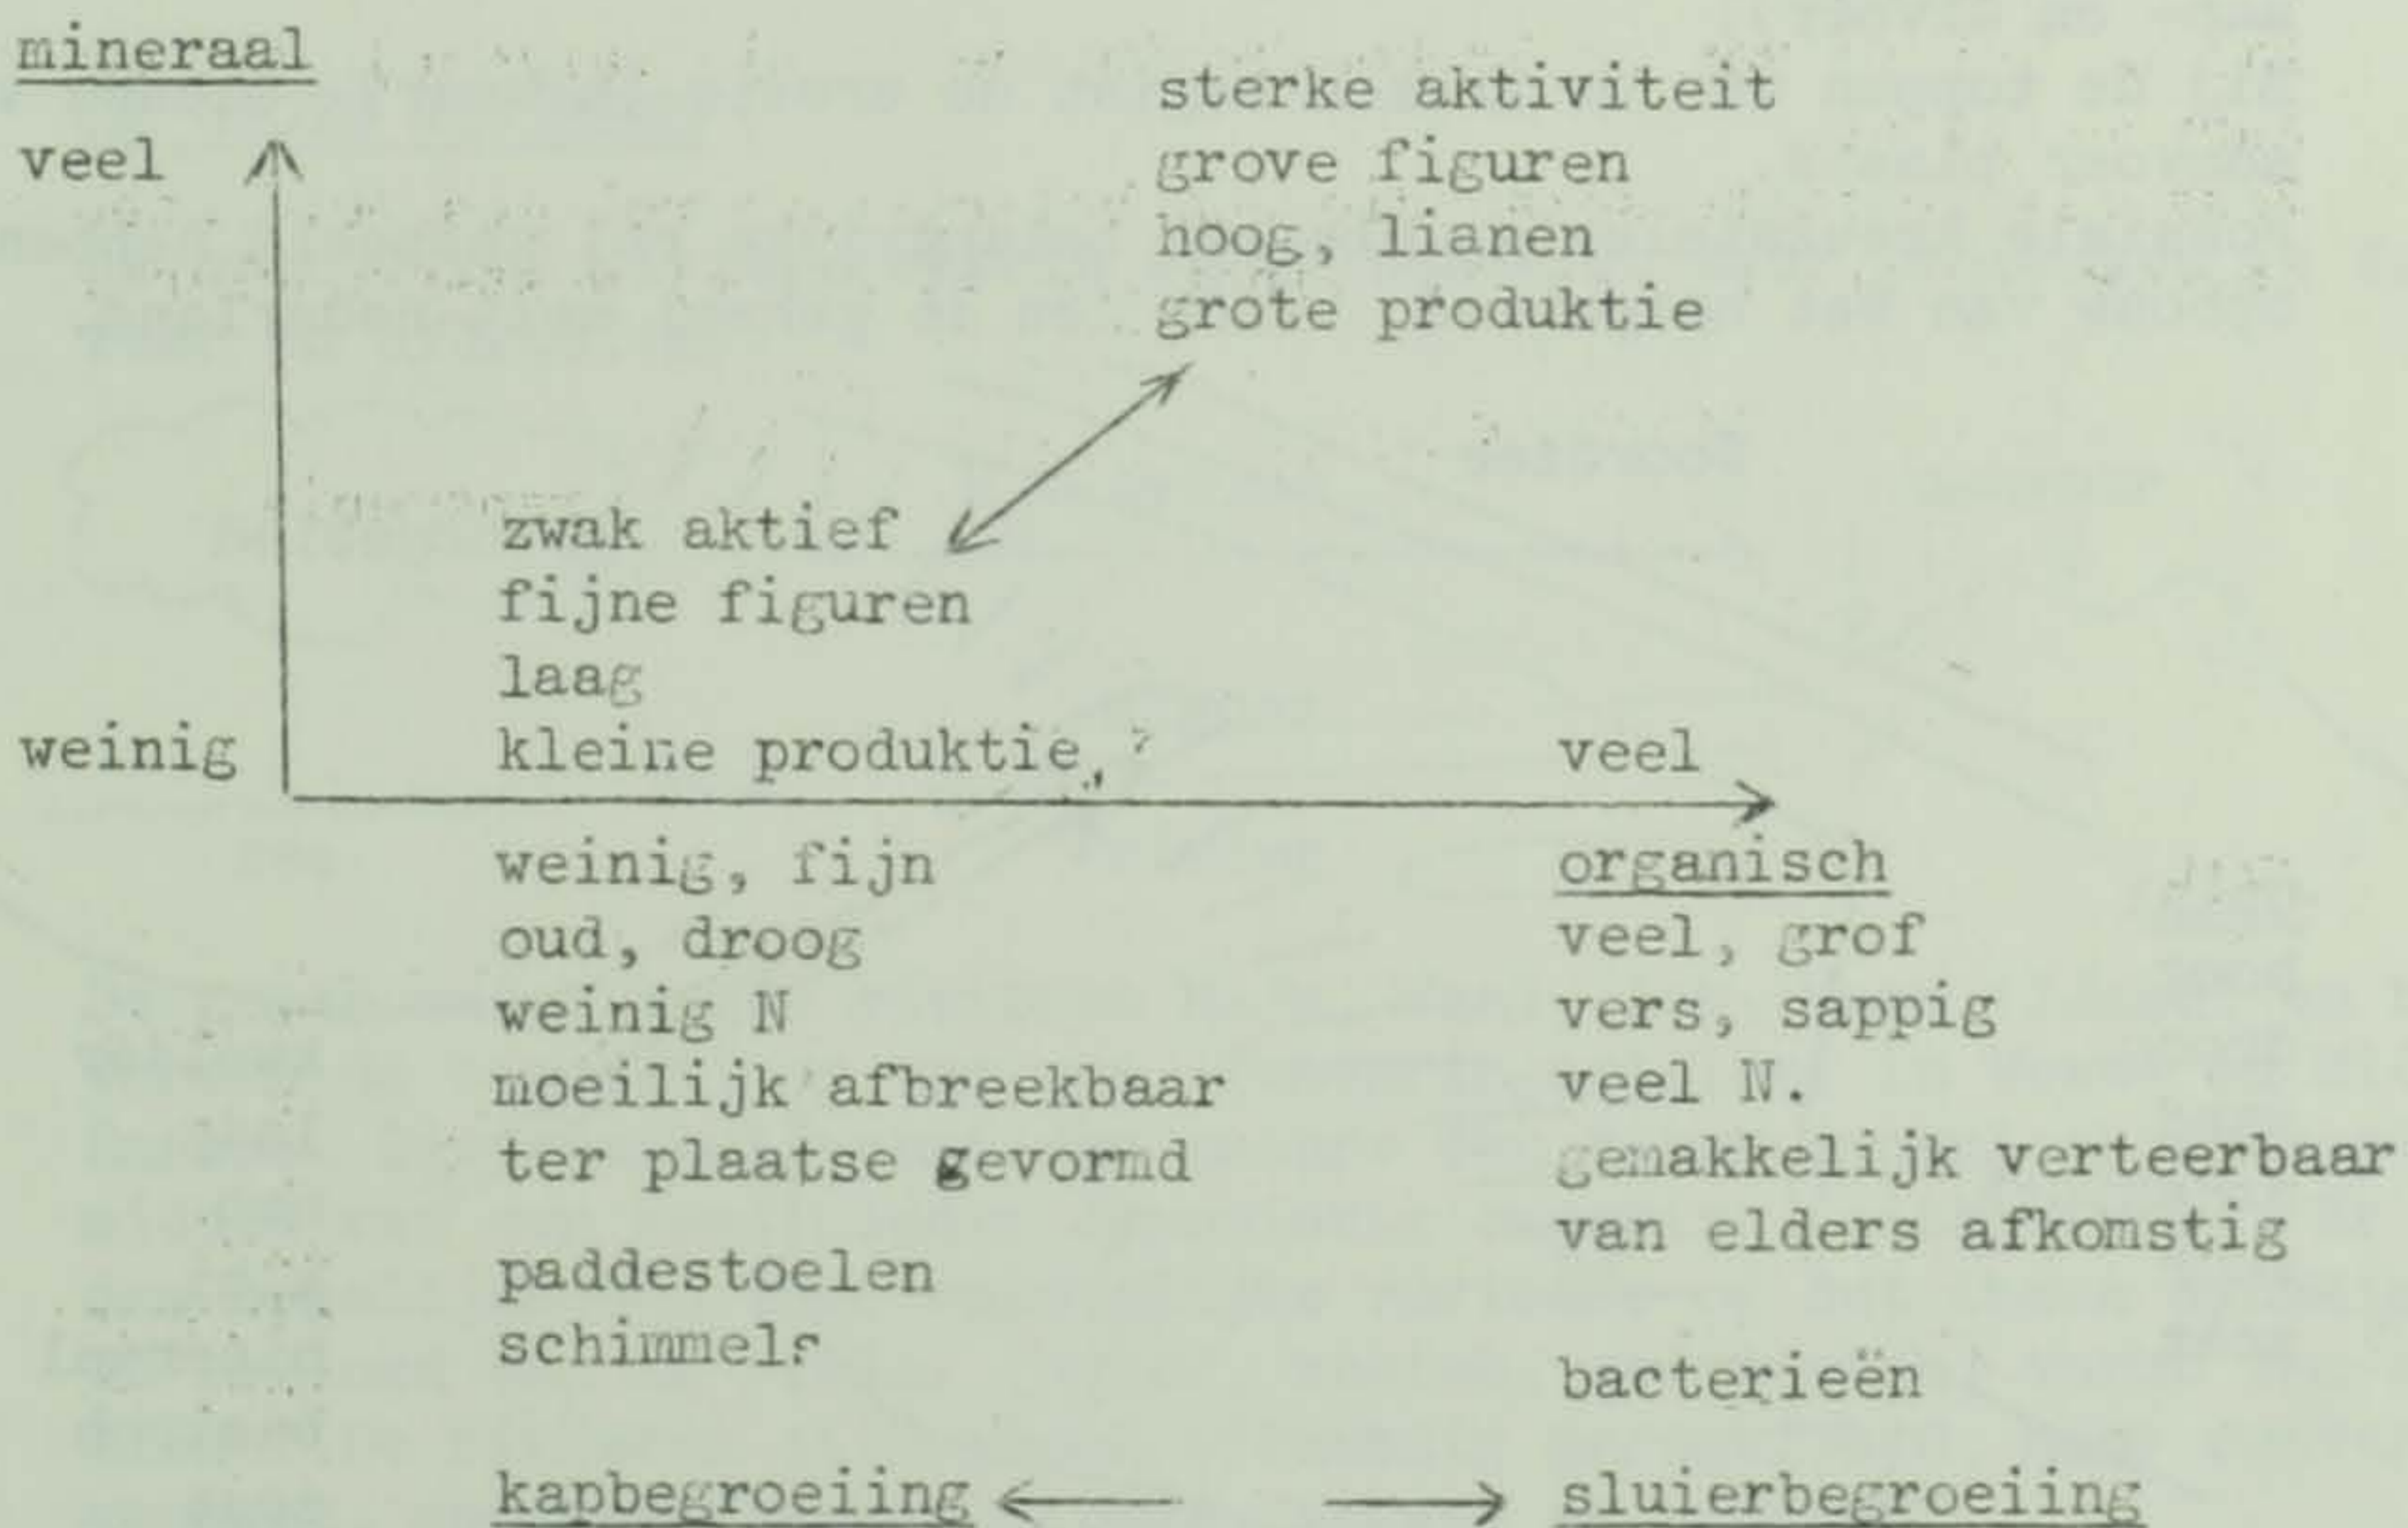 mineraal
veel
sterke aktiviteit
grove figuren
hoog, lianen
grote produktie
zwak aktief
fijne figuren
laag
weinig
kleine produktie,
veel
weinig, fijn
oud, droog
weinig N
moeilijk afbreekbaar
ter plaatse gevormd
paddestoelen
schimmels
kapbegroeiing
organisch
veel, grof
vers, sappig
veel N.
gemakkelijk verteerbaar
van elders afkomstig
bacterieën
sluierbegroeiing